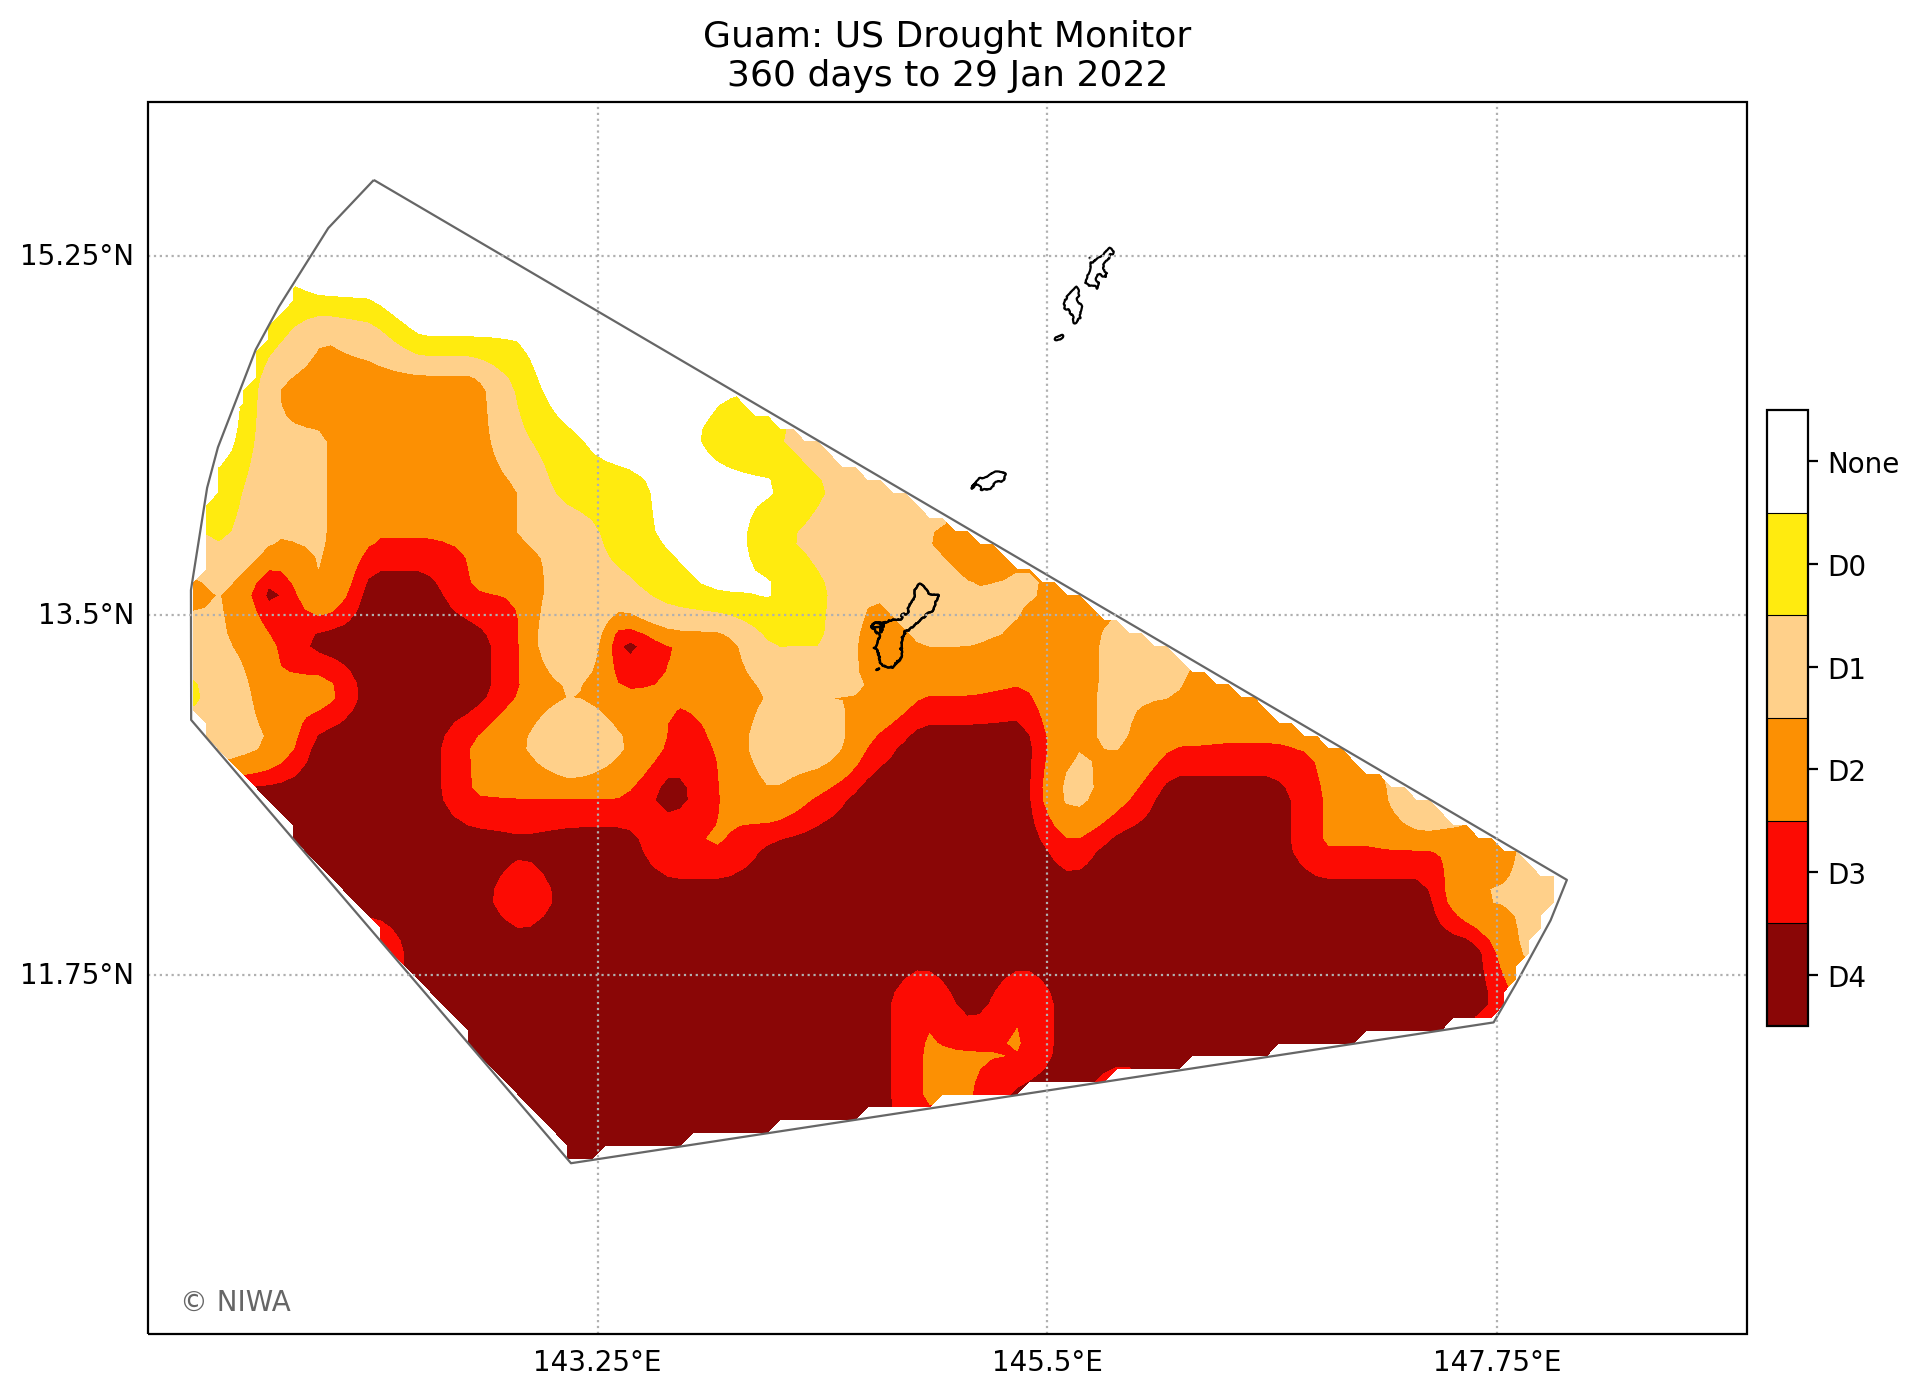 Guam: US Drought Monitor
360 days to 29 Jan 2022
15.25°N
13.5°N
11.75°N
143.25°E
145.5°E
147.75°E
None
D0
D1
D2
D3
D4
© NIWA